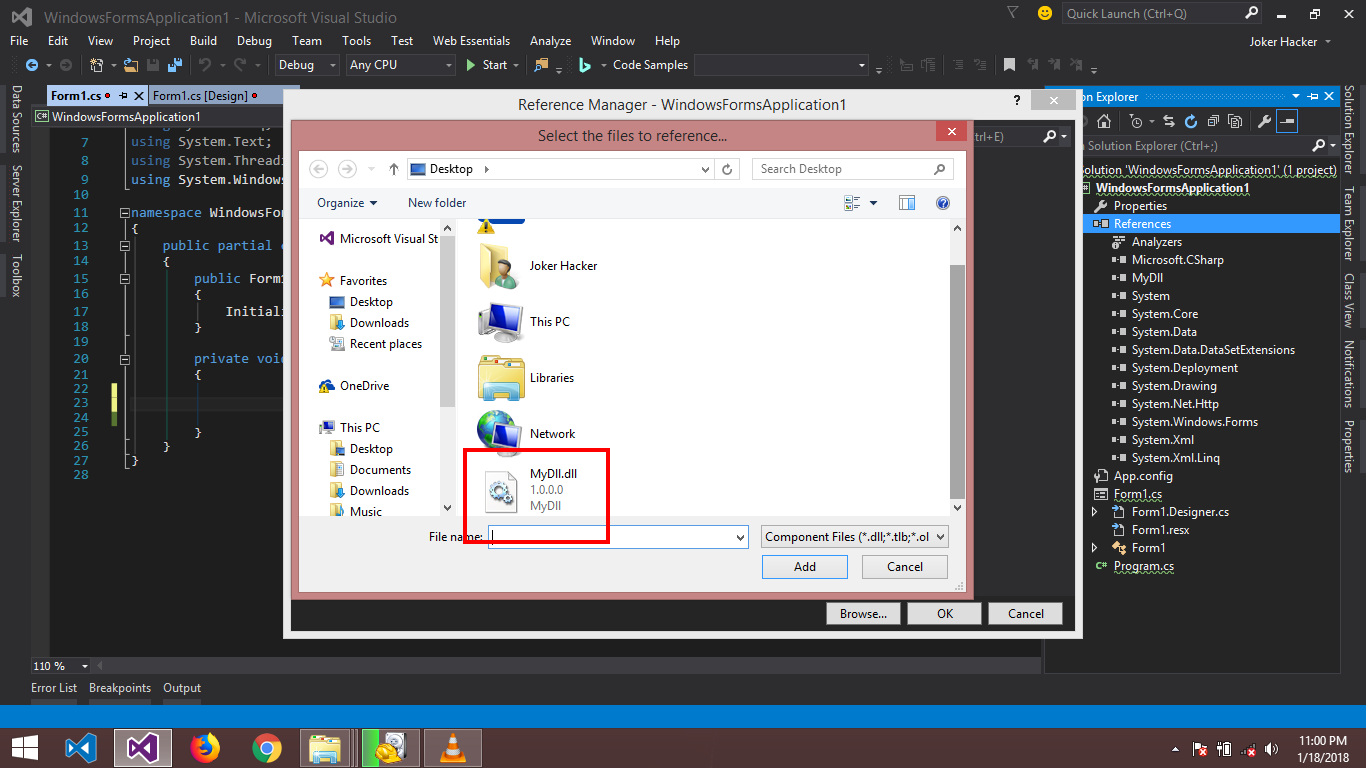 WindowsFormsApplication1 - Microsoft Visual Studio
Quick Launch (Ctrl+Q)
File Edit View Project Build Debug Team Tools Test Web Essentials Analyze Window Help
Joker Hacker
Debug Any CPU Start Code Samples
Form1.cs Form1.cs [Design]
WindowsFormsApplication1
Data Sources
Server Explorer
Toolbox
7 using System.Text;
8 using System.Threadi
9 using System.Windows
10
11 namespace WindowsFor
12 {
13 public partial c
14 {
15 public Form1
16 {
17 Initiali
18 }
19
20 private void
21 {
22
23
24
25 }
26 }
27 }
28
110 %
Error List Breakpoints Output
Reference Manager - WindowsFormsApplication1
?
Select the files to reference...
trl+E)
Desktop
Search Desktop
Organize New folder
Microsoft Visual St
Favorites
Desktop
Downloads
Recent places
OneDrive
This PC
Desktop
Documents
Downloads
Music
Joker Hacker
This PC
Libraries
Network
MyDll.dll
1.0.0.0
MyDll
File name:
Component Files (*.dll;*.tlb;*.ol
Add Cancel
Browse... OK Cancel
on Explorer
Solution Explorer (Ctrl+;)
olution 'WindowsFormsApplication1' (1 project)
WindowsFormsApplication1
Properties
References
Analyzers
Microsoft.CSharp
MyDll
System
System.Core
System.Data
System.Data.DataSetExtensions
System.Deployment
System.Drawing
System.Net.Http
System.Windows.Forms
System.Xml
System.Xml.Linq
App.config
Form1.cs
Form1.Designer.cs
Form1.resx
Form1
Program.cs
Solution Explorer
Team Explorer
Class View
Notifications
Properties
11:00 PM
1/18/2018